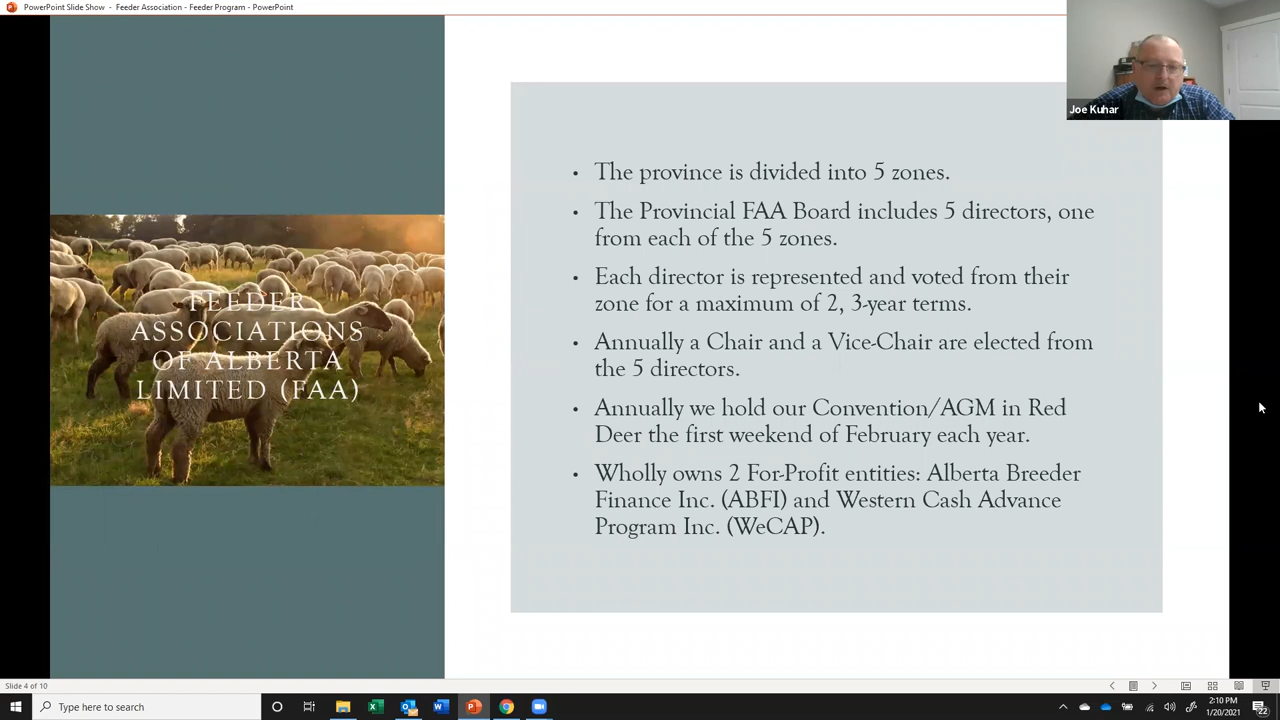 PowerPoint Slide Show - Feeder Association - Feeder Program - PowerPoint
Joe Kuhar
FEEDER
ASSOCIATIONS
OF ALBERTA
LIMITED (FAA)
• The province is divided into 5 zones.
• The Provincial FAA Board includes 5 directors, one
from each of the 5 zones.
• Each director is represented and voted from their
zone for a maximum of 2, 3-year terms.
• Annually a Chair and a Vice-Chair are elected from
the 5 directors.
• Annually we hold our Convention/AGM in Red
Deer the first weekend of February each year.
• Wholly owns 2 For-Profit entities: Alberta Breeder
Finance Inc. (ABFI) and Western Cash Advance
Program Inc. (WeCAP).
Slide 4 of 10
Type here to search
2:10 PM
1/20/2021
22